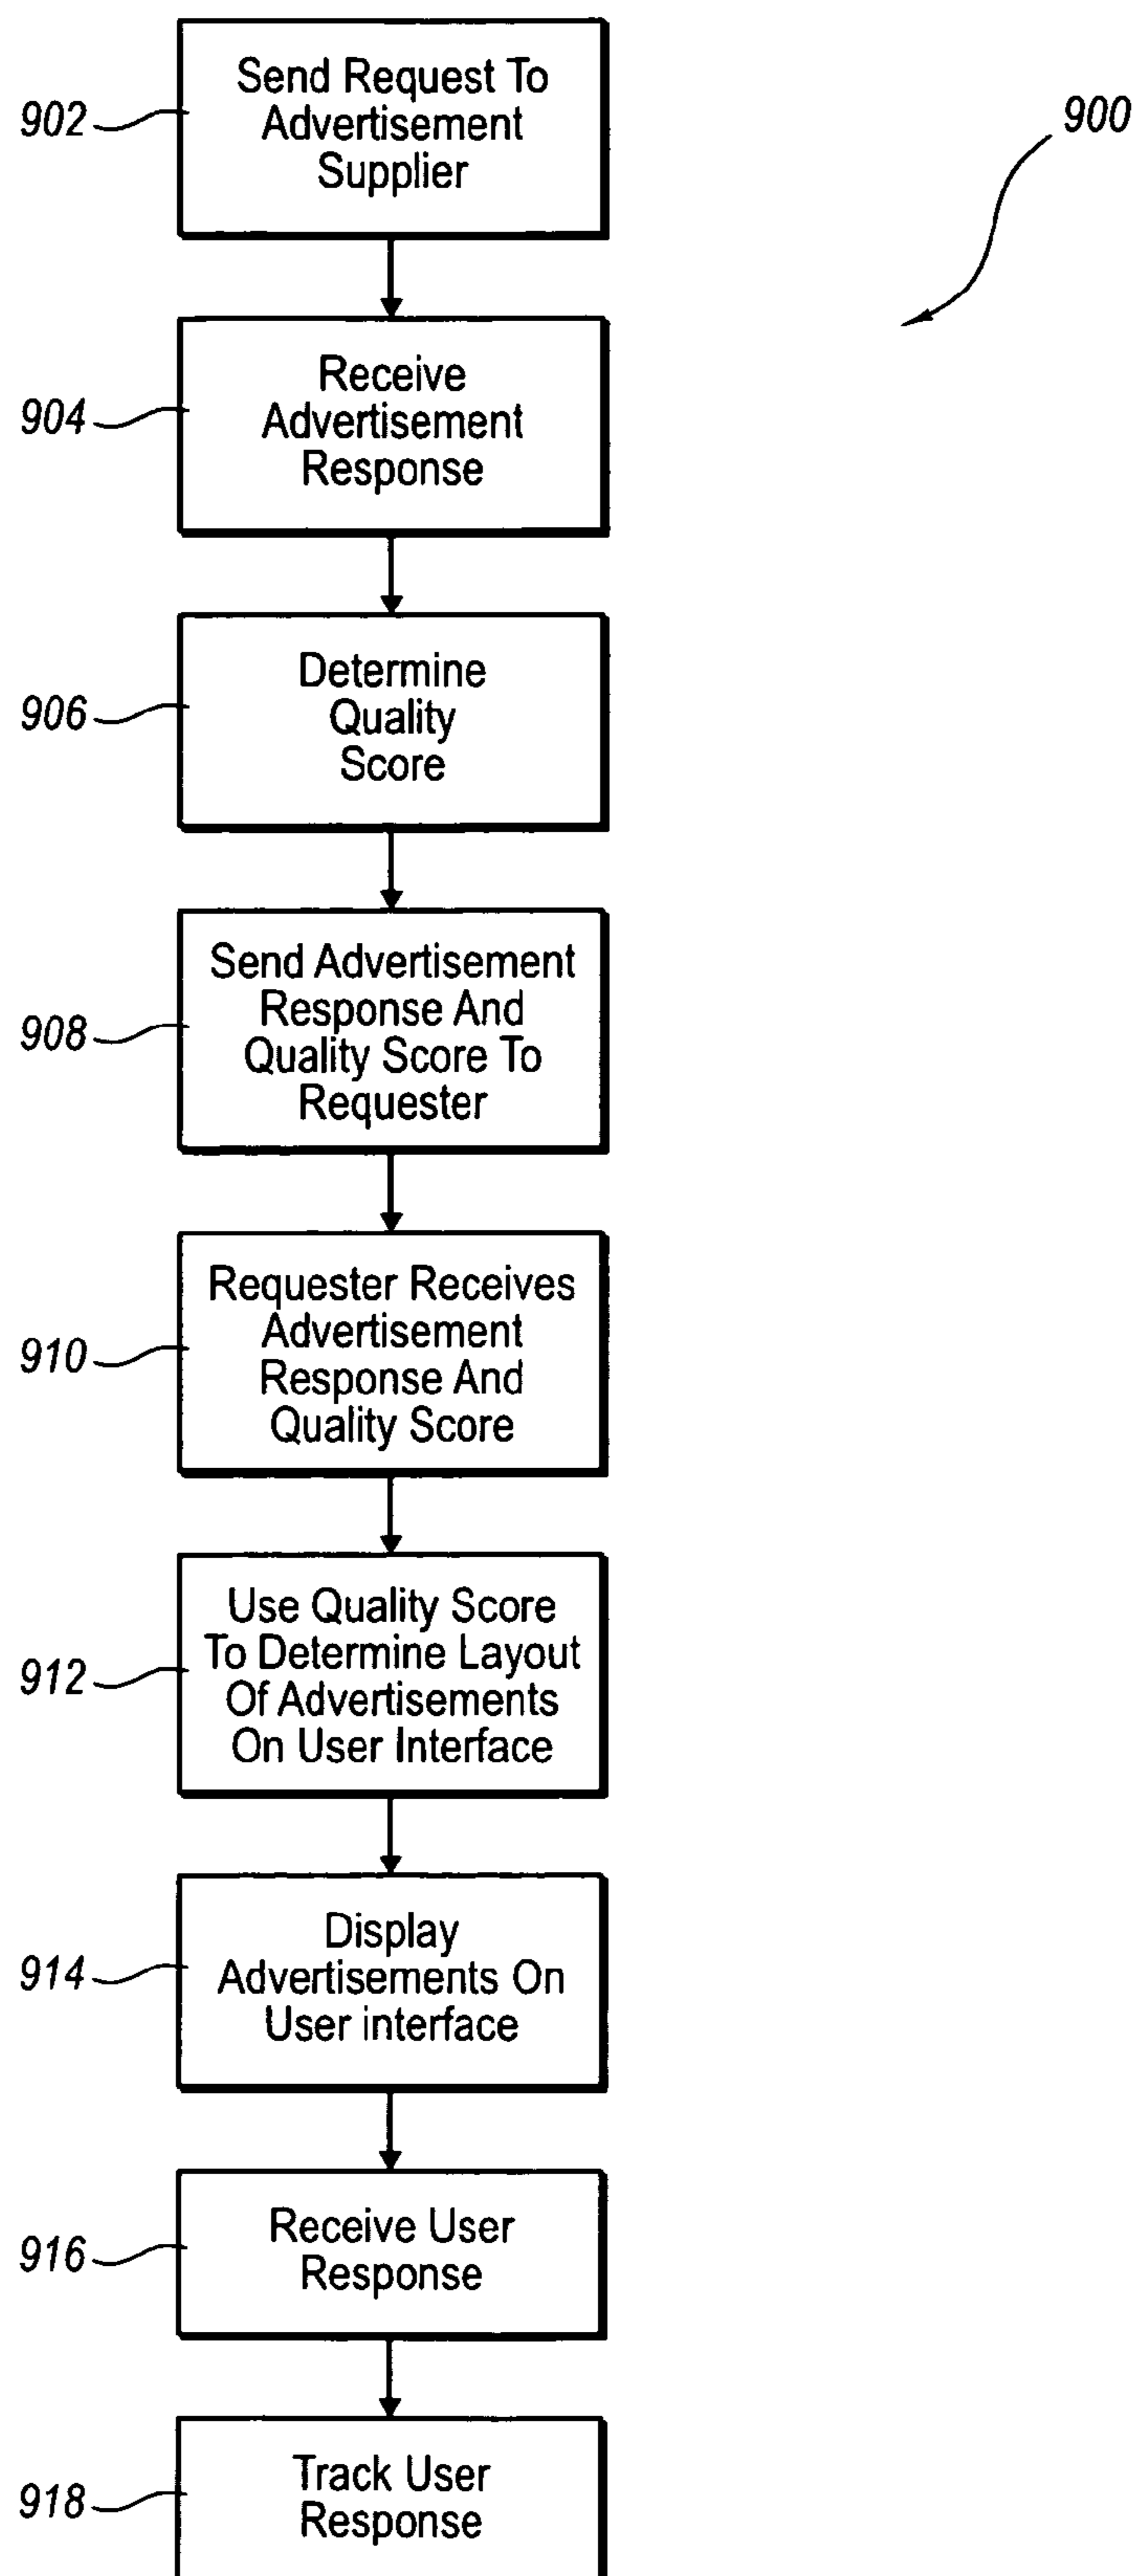 900
902
Send Request To
Advertisement
Supplier
904
Receive
Advertisement
Response
906
Determine
Quality
Score
908
Send Advertisement
Response And
Quality Score To
Requester
910
Requester Receives
Advertisement
Response And
Quality Score
912
Use Quality Score
To Determine Layout
Of Advertisements
On User Interface
914
Display
Advertisements On
User interface
916
Receive User
Response
918
Track User
Response